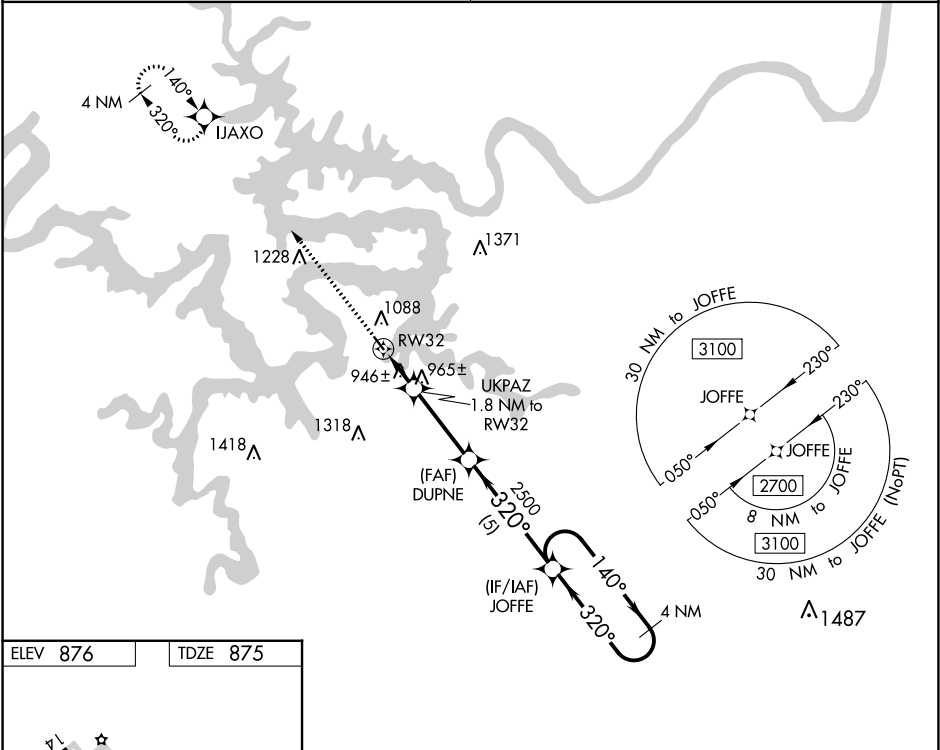 140°
4 NM
320°
IJAXO
1371
1228
1088
RW32
946±
965±
UKPAZ
1.8 NM to
RW32
1318
1418
(FAF)
DUPNE
2500
320°
(5)
(IF/IAF)
JOFFE
140°
320°
4 NM
30 NM to JOFFE
3100
230°
JOFFE
050°
230°
JOFFE
050°
2700
8 NM to JOFFE
3100
30 NM to JOFFE (NoPT)
1487
ELEV 876
TDZE 875
14